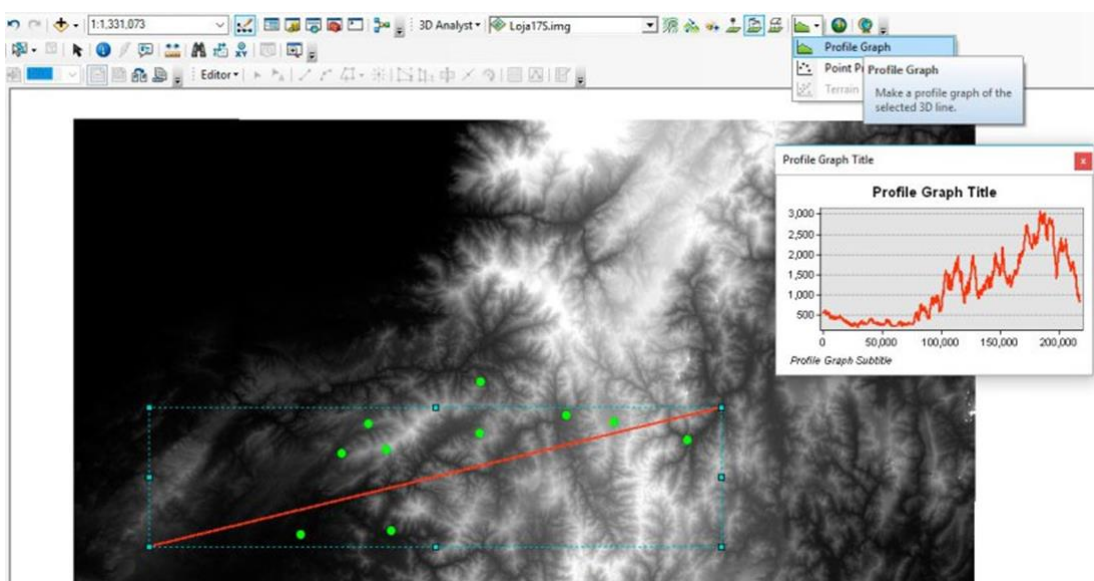 1:1,331,073
3D Analyst
Loja17S.img
Profile Graph
Point P
Profile Graph
Terrain
Make a profile graph of the
selected 3D line.
Editor
Profile Graph Title
x
Profile Graph Title
3,000
2,500
2,000
1,500
1,000
500
0 50,000 100,000 150,000 200,000
Profile Graph Subtitle